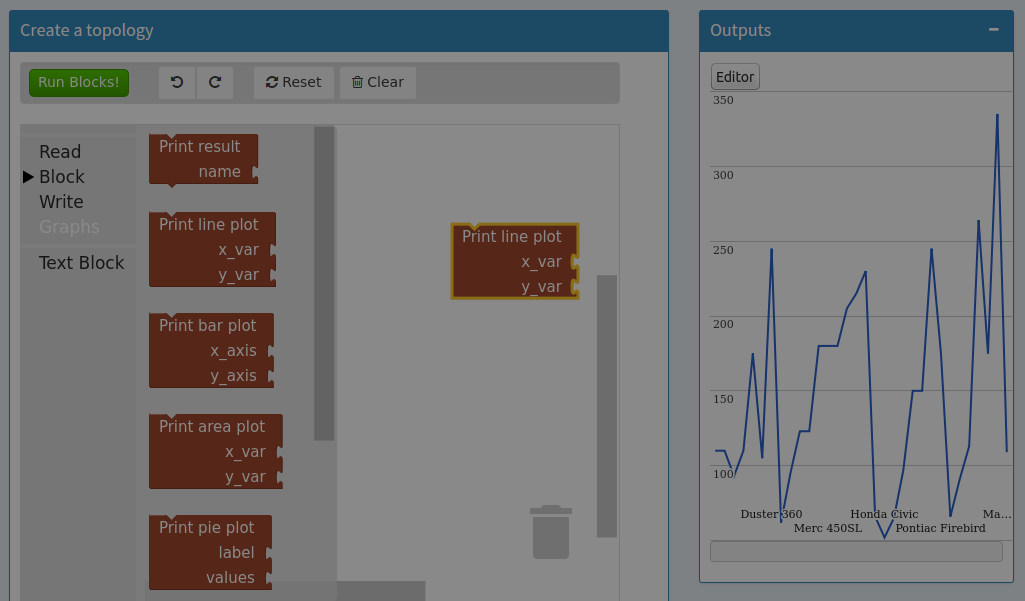 Create a topology
Run Blocks!
Reset
Clear
Read
Block
Write
Graphs
Text Block
Print result
name
Print line plot
x_var
y_var
Print bar plot
x_axis
y_axis
Print area plot
x_var
y_var
Print pie plot
label
values
Print line plot
x_var
y_var
Outputs
Editor
350
300
250
200
150
100
Duster 360
Honda Civic
Ma...
Merc 450SL
Pontiac Firebird